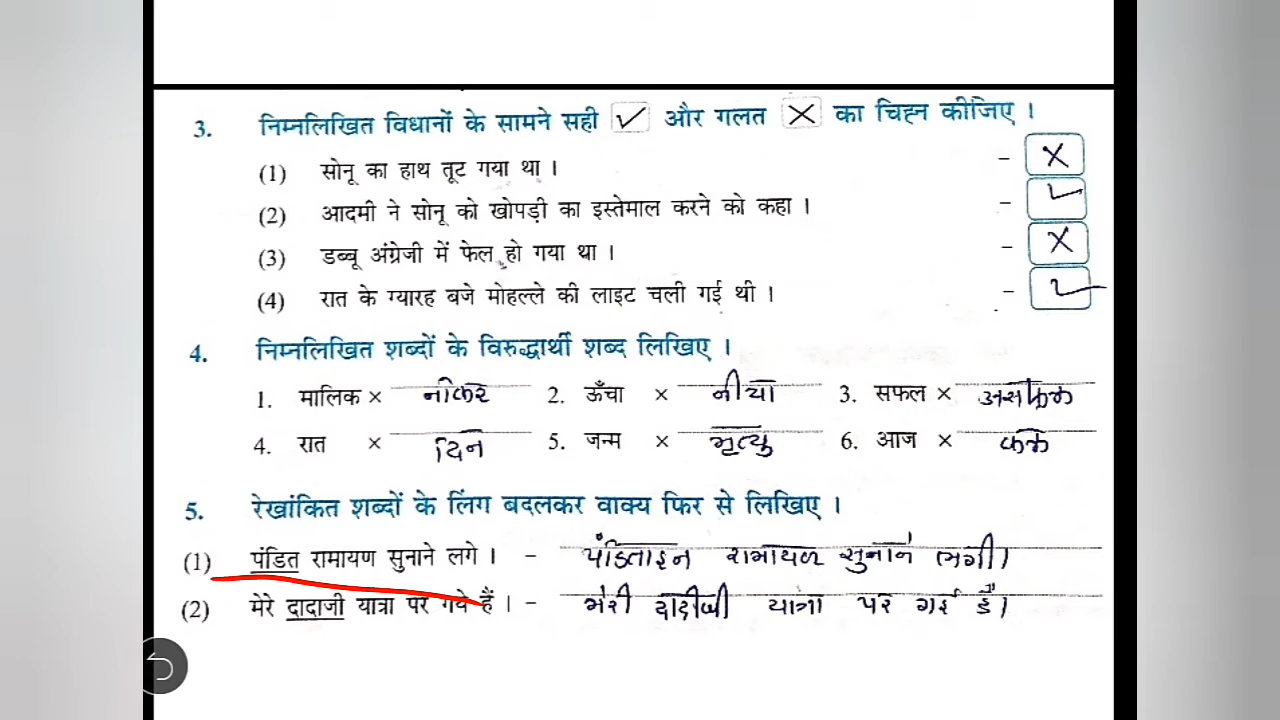 3. निम्नलिखित विधानों के सामने सही ✓ और गलत ✗ का चिह्न कीजिए ।
(1) सोनू का हाथ तूट गया था । - ✗
(2) आदमी ने सोनू को खोपड़ी का इस्तेमाल करने को कहा । - ✓
(3) डब्बू अंग्रेजी में फेल हो गया था । - ✗
(4) रात के ग्यारह बजे मोहल्ले की लाइट चली गई थी । - ✓
4. निम्नलिखित शब्दों के विरुद्धार्थी शब्द लिखिए ।
1. मालिक × नौकर 2. ऊँचा × नीचा 3. सफल × असफल
4. रात × दिन 5. जन्म × मृत्यु 6. आज × कल
5. रेखांकित शब्दों के लिंग बदलकर वाक्य फिर से लिखिए ।
(1) पंडित रामायण सुनाने लगे । - पंडिताइन रामायण सुनाने लगी।
(2) मेरे दादाजी यात्रा पर गये हैं । - मेरी दादीजी यात्रा पर गई है।